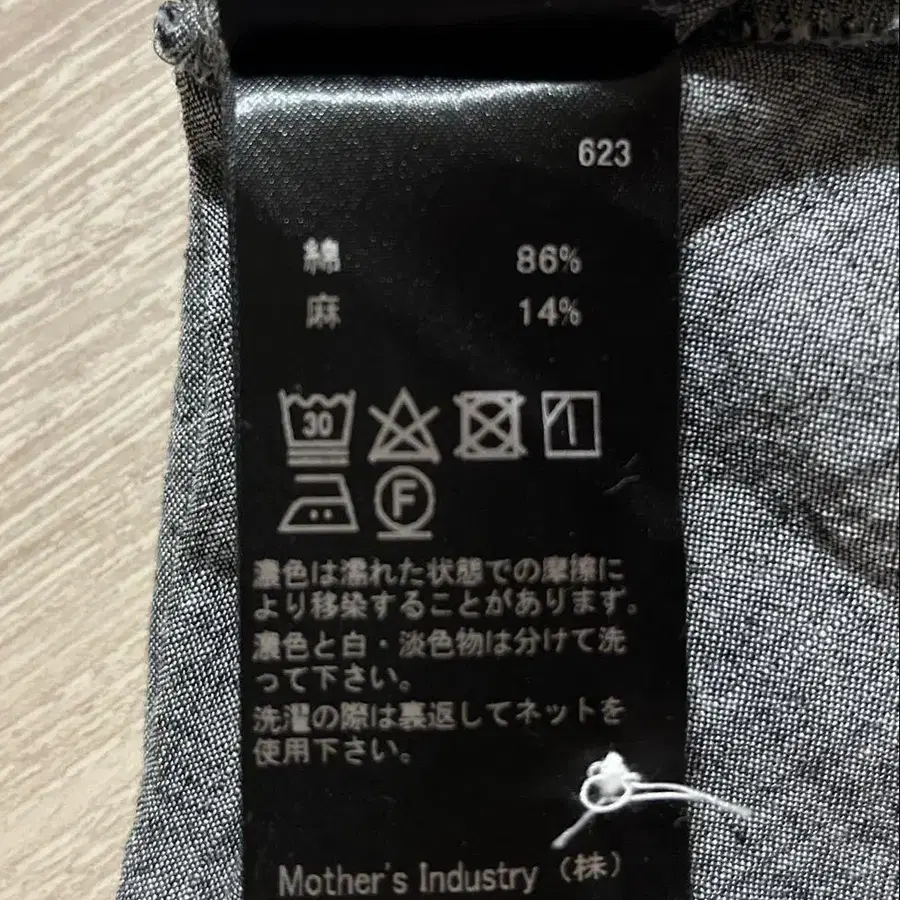 623
綿 86%
麻 14%
30
F
濃色は濡れた状態での摩擦に
より移染することがあります。
濃色と白・淡色物は分けて洗
って下さい。
洗濯の際は裏返してネットを
使用下さい。
Mother's Industry (株)